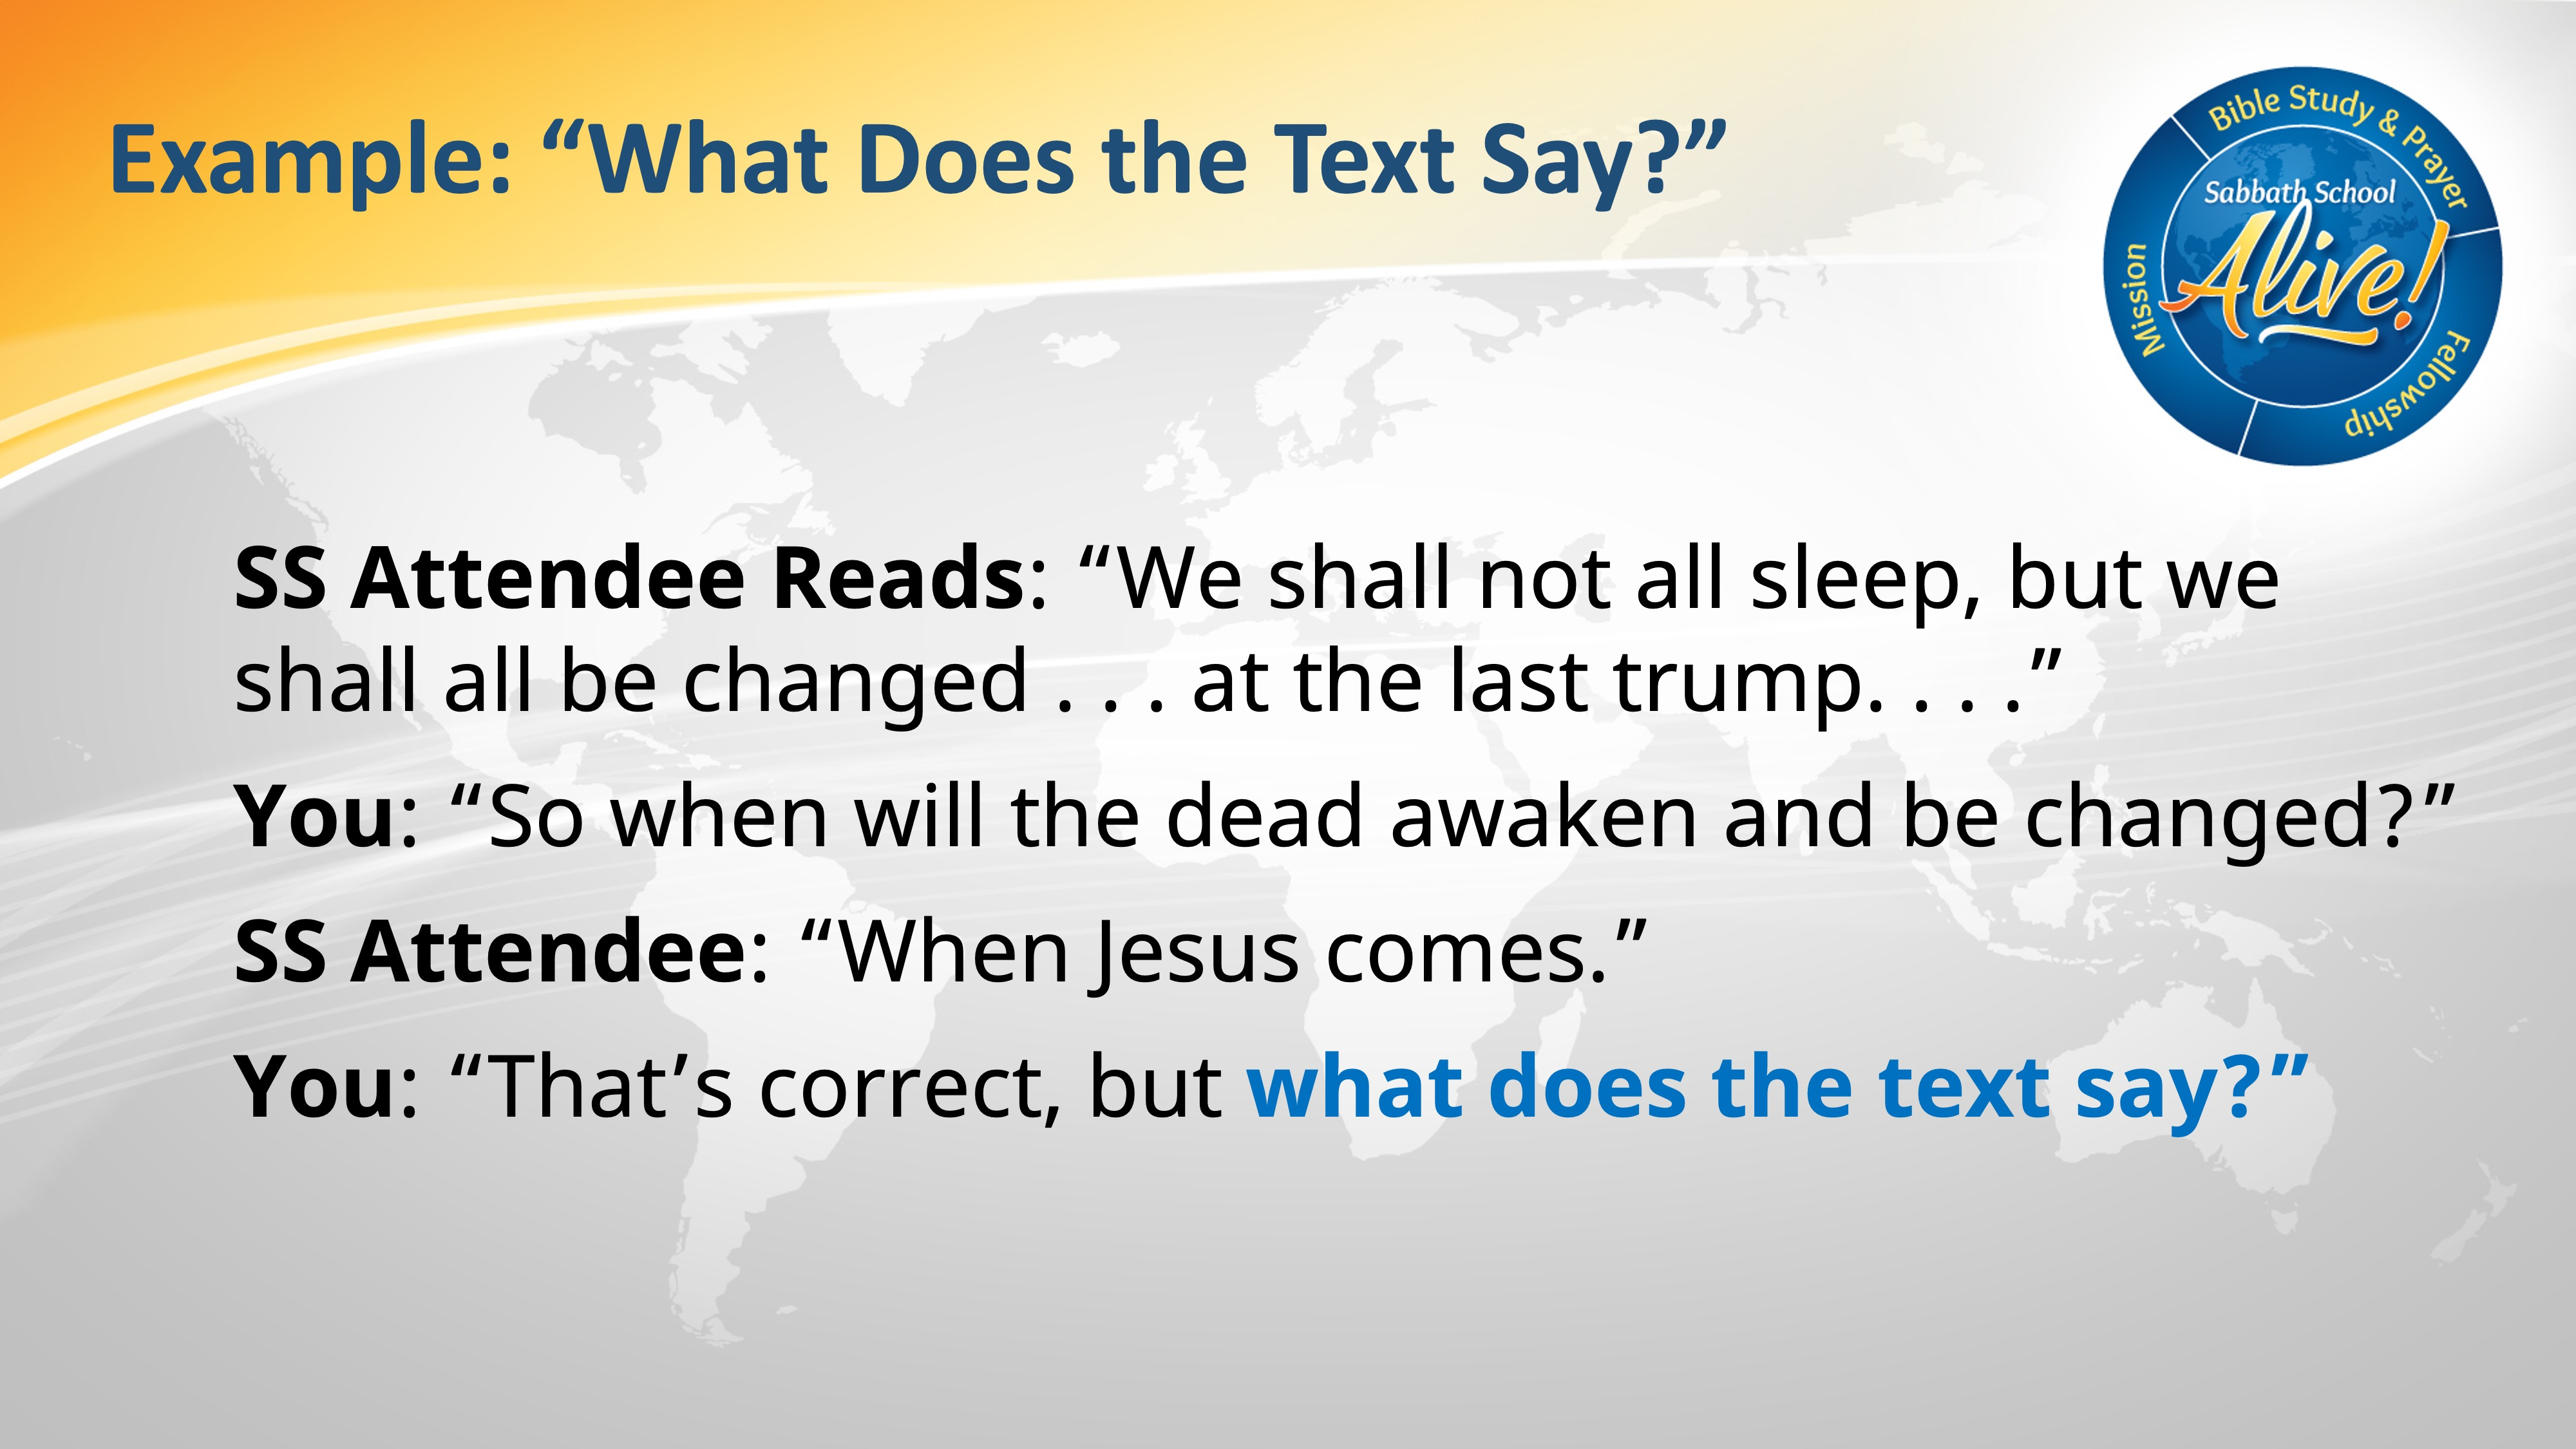 Example: “What Does the Text Say?”
Bible Study & Prayer
Sabbath School
Alive!
Mission
Fellowship
SS Attendee Reads: “We shall not all sleep, but we
shall all be changed . . . at the last trump. . . .”
You: “So when will the dead awaken and be changed?”
SS Attendee: “When Jesus comes.”
You: “That’s correct, but what does the text say?”